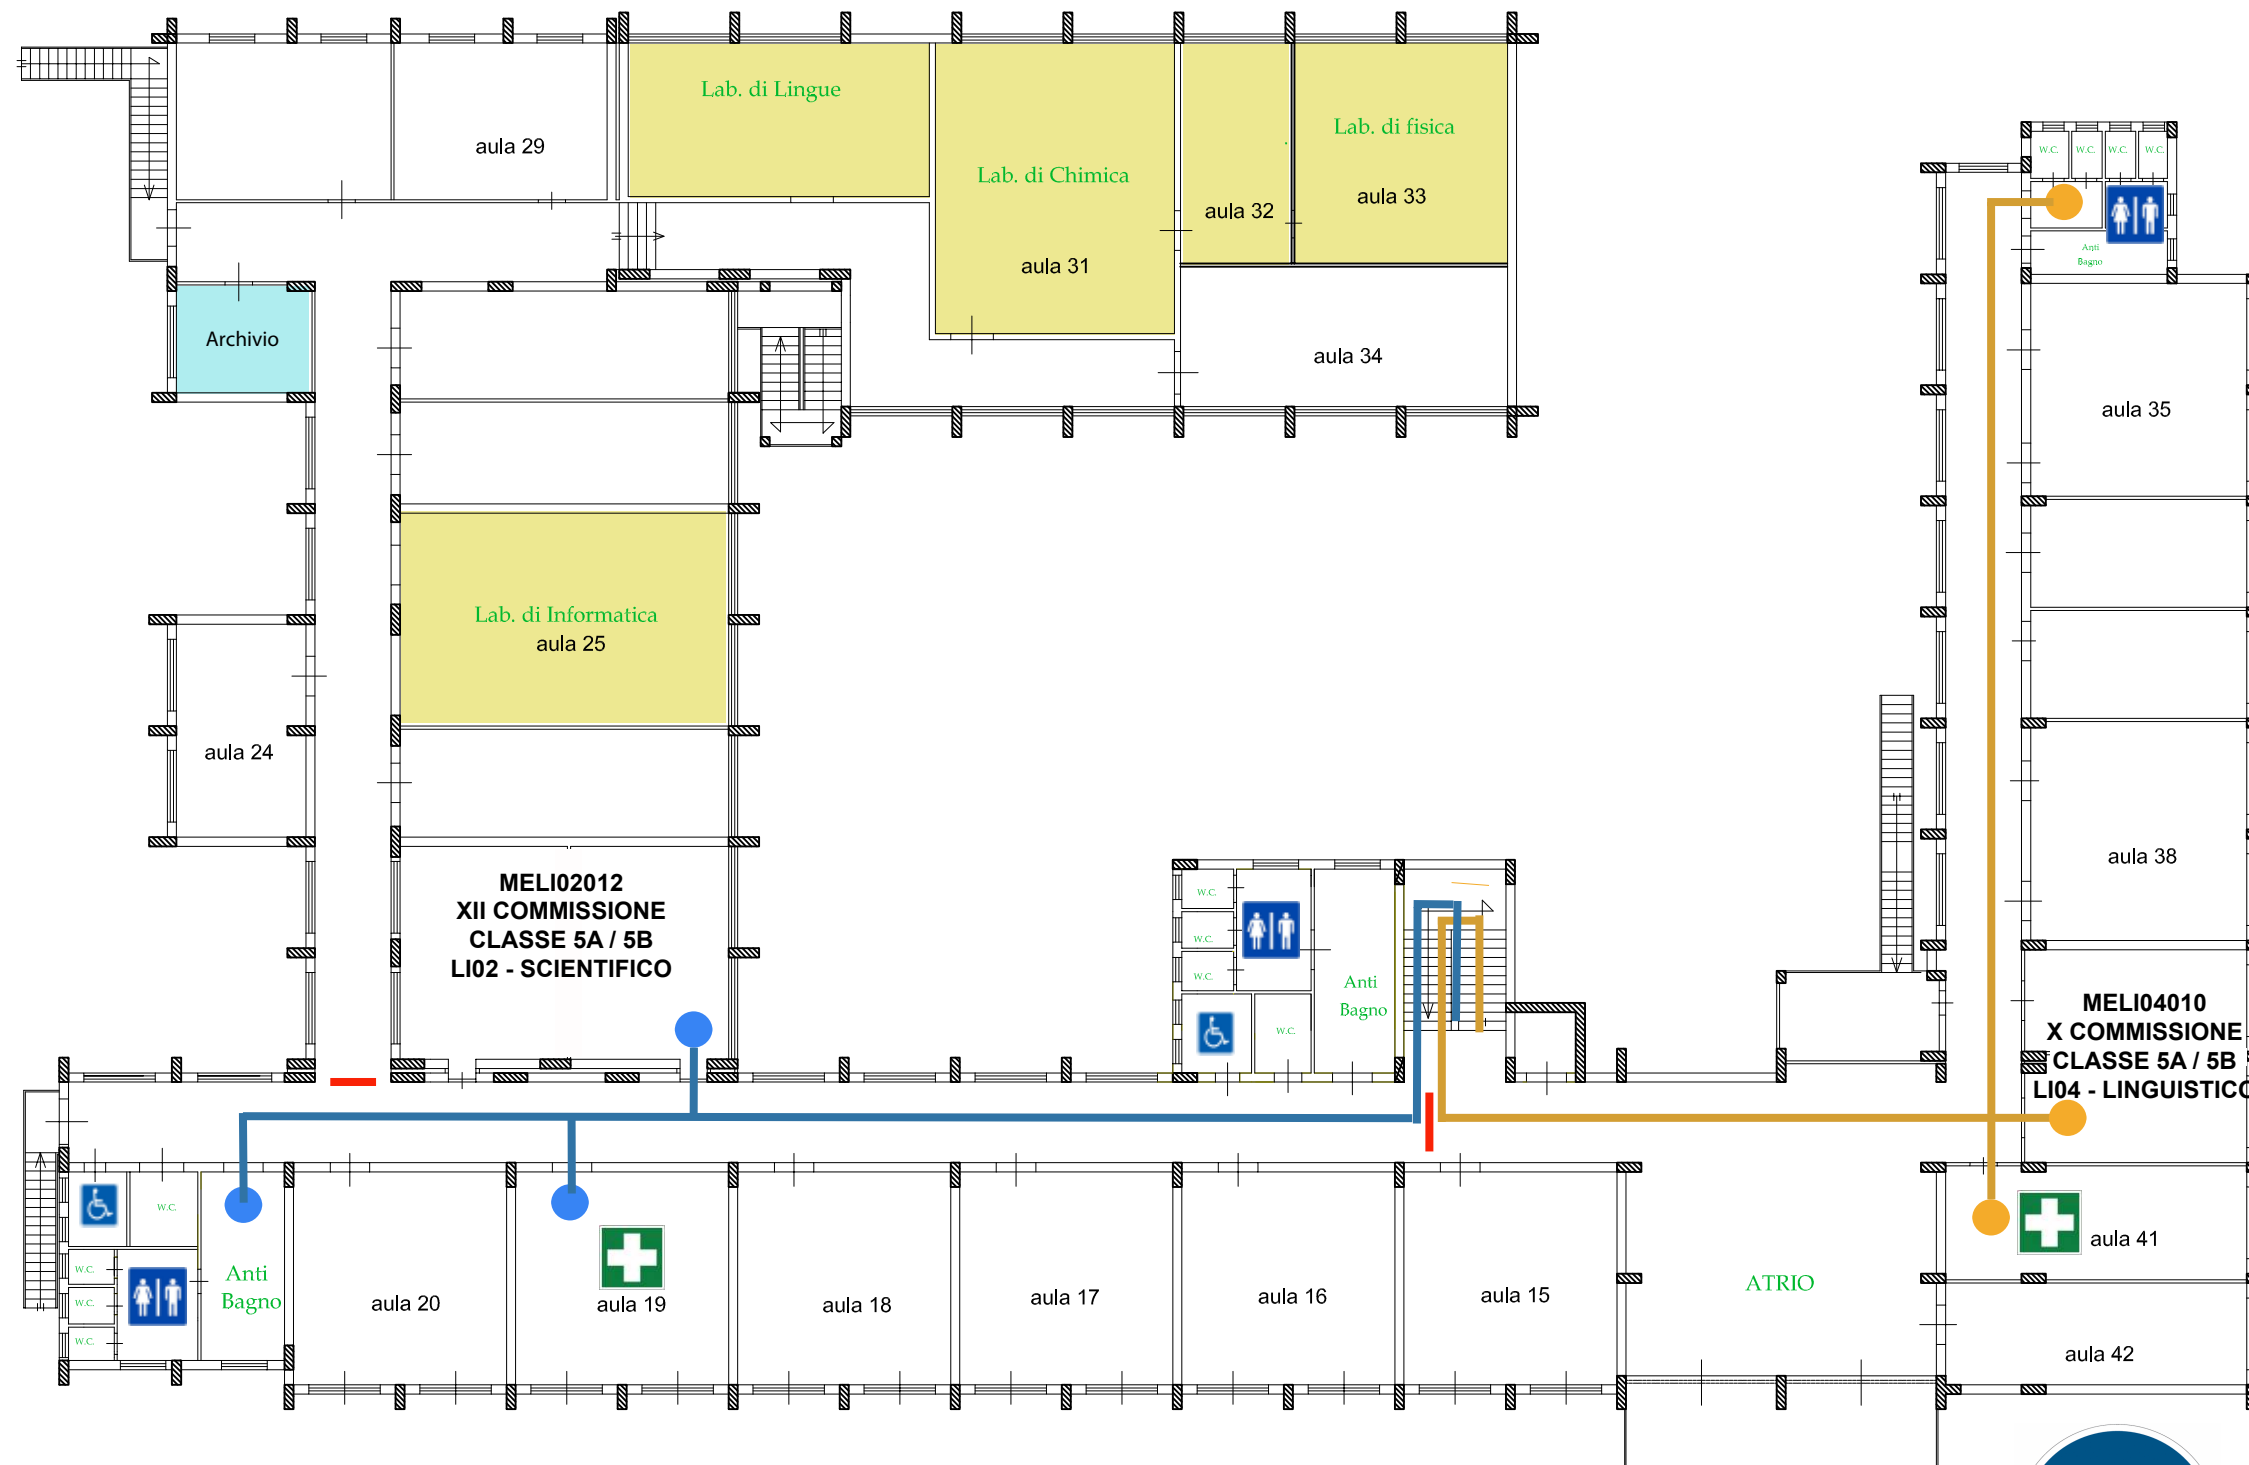 Lab. di Lingue
aula 29
Lab. di Chimica
aula 31
aula 32
Lab. di fisica
aula 33
aula 34
Archivio
W.C.
W.C.
W.C.
W.C.
Anti
Bagno
aula 35
Lab. di Informatica
aula 25
aula 24
aula 38
MELI02012
XII COMMISSIONE
CLASSE 5A / 5B
LI02 - SCIENTIFICO
W.C.
W.C.
W.C.
W.C.
Anti
Bagno
MELI04010
X COMMISSIONE
CLASSE 5A / 5B
LI04 - LINGUISTICO
W.C.
W.C.
W.C.
W.C.
Anti
Bagno
aula 20
aula 19
aula 18
aula 17
aula 16
aula 15
ATRIO
aula 41
aula 42